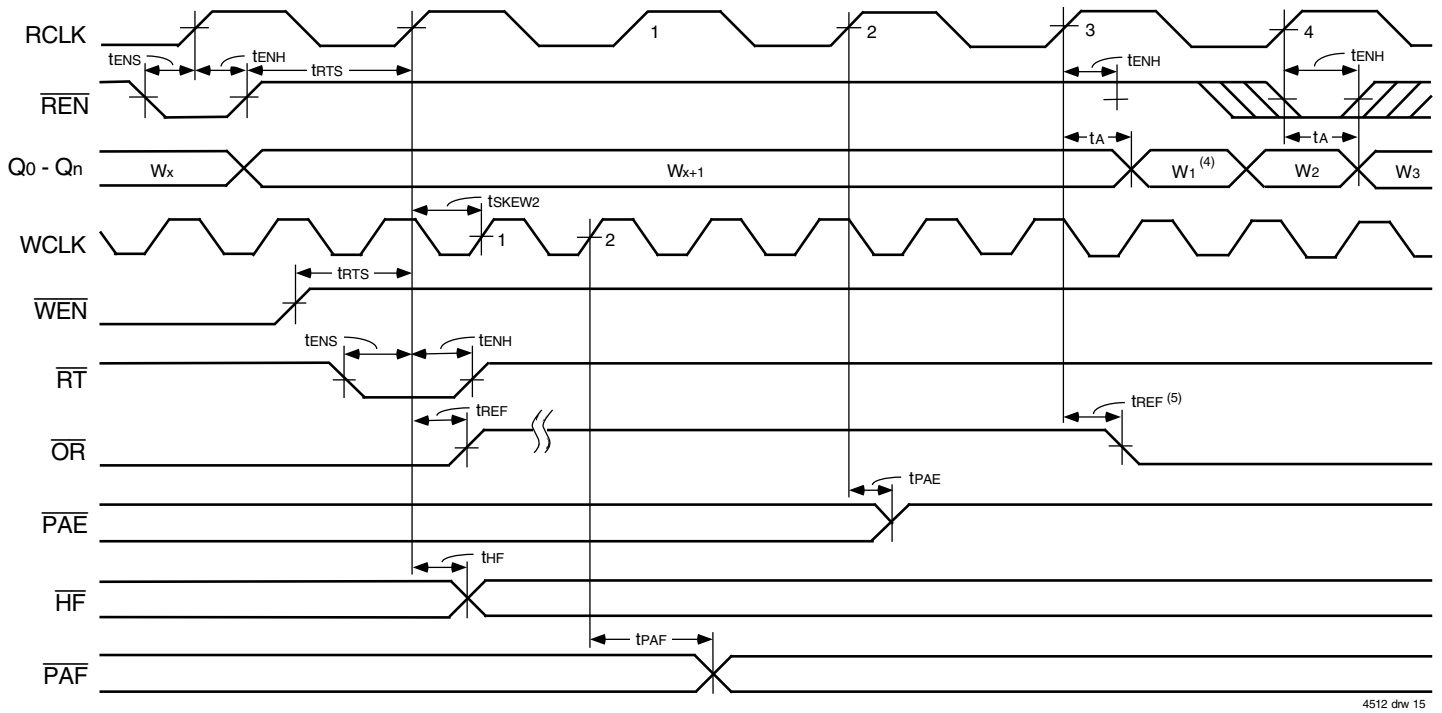 RCLK 1 2 3 4
tENS tENH tRTS tENH tENH
REN
tA tA
Q0 - Qn Wx Wx+1 W1 (4) W2 W3
tSKEW2
WCLK 1 2
tRTS
WEN
tENS tENH
RT
tREF tREF (5)
OR
tPAE
PAE
tHF
HF
tPAF
PAF
4512 drw 15